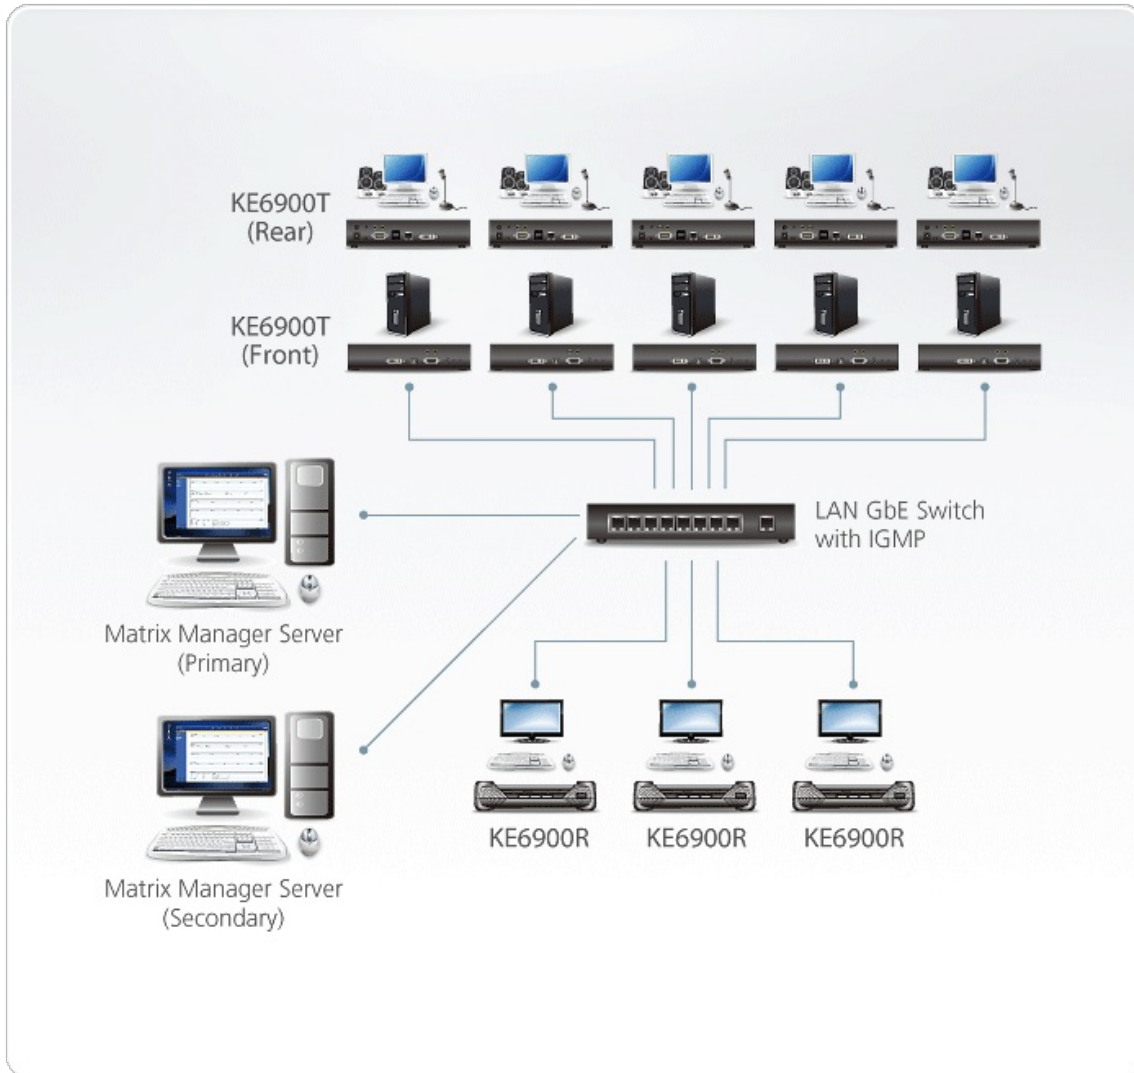 KE6900T
(Rear)
KE6900T
(Front)
LAN GbE Switch
with IGMP
Matrix Manager Server
(Primary)
KE6900R
KE6900R
KE6900R
Matrix Manager Server
(Secondary)